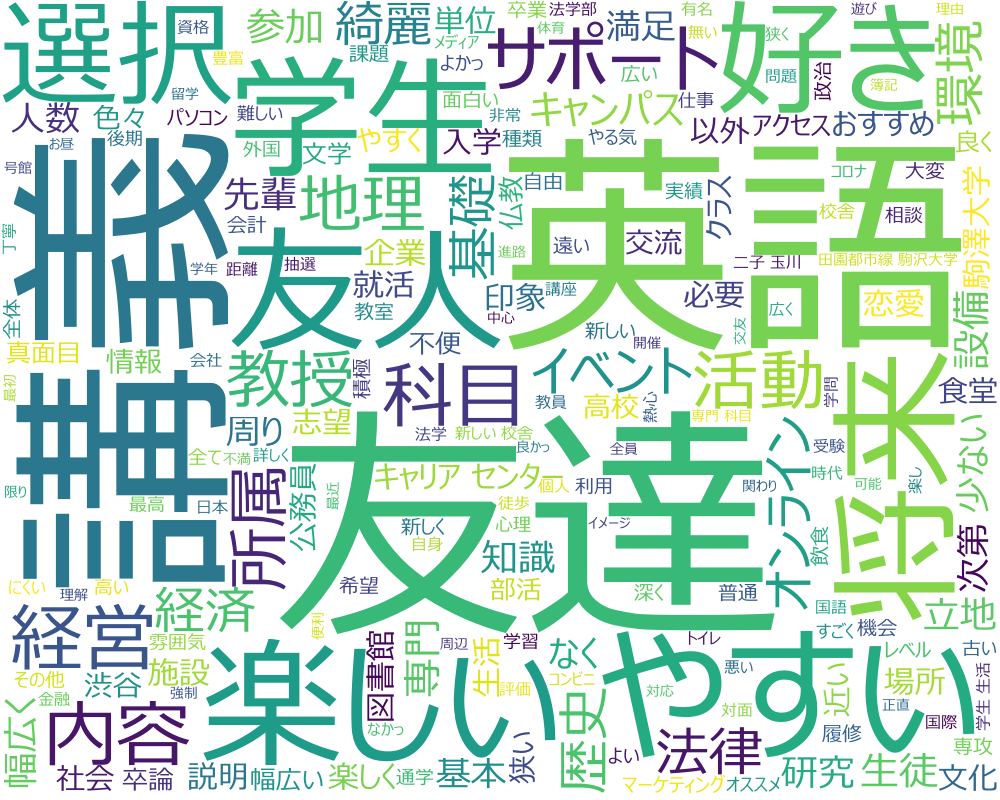 選択
資格
豊富
参加
綺麗
課題
単位
メディア
よかっ
卒業
法学部
体育
満足
有名
無い
狭く
遊び
理由
好き
環境
サポート
広い
問題
政治
簿記
人数
留学
パソコン
色々
お昼
後期
難しい
外国
学生
文学
面白い
やすく
入学
非常
種類
キャンパス
やる気
仕事
以外
アクセス
おすすめ
良く
号館
丁寧
講義
先輩
会計
地理
基礎
仏教
自由
実績
クラス
コロナ
校舎
大変
相談
駒澤大学
学年
距離
抽選
企業
友人
進路
遠い
交流
英語
二子 玉川
田園都市線 駒沢大学
全体
就活
教室
印象
講座
中心
必要
広く
恋愛
設備
真面目
情報
会社
不便
新しい
開催
交友
最初
教授
積極
科目
イベント
教員
高校
熱心
活動
学問
将来
食堂
周り
志望
法学
新しい 校舎
良かっ
専門 科目
全員
受験
少ない
全て
不満
詳しく
キャリア センター
個人
利用
関わり
オンライン
時代
可能
楽し
限り
最高
日本
所属
公務員
最近
友達
新しく
自身
徒歩
心理
イメージ
飲食
次第
にくい
理解
高い
希望
知識
部活
深く
普通
国語
立地
経営
経済
便利
すごく
機会
古い
雰囲気
その他
金融
施設
渋谷
強制
楽しい
図書館
専門
周辺
生活
学習
評価
なく
コンビニ
トイレ
やすい
悪い
対応
対面
近い
レベル
場所
学生 生活
正直
国際
幅広く
内容
なかっ
歴史
法律
履修
専攻
社会
卒論
説明
幅広い
楽しく
通学
基本
狭い
よい
マーケティング
オススメ
研究
生徒
文化